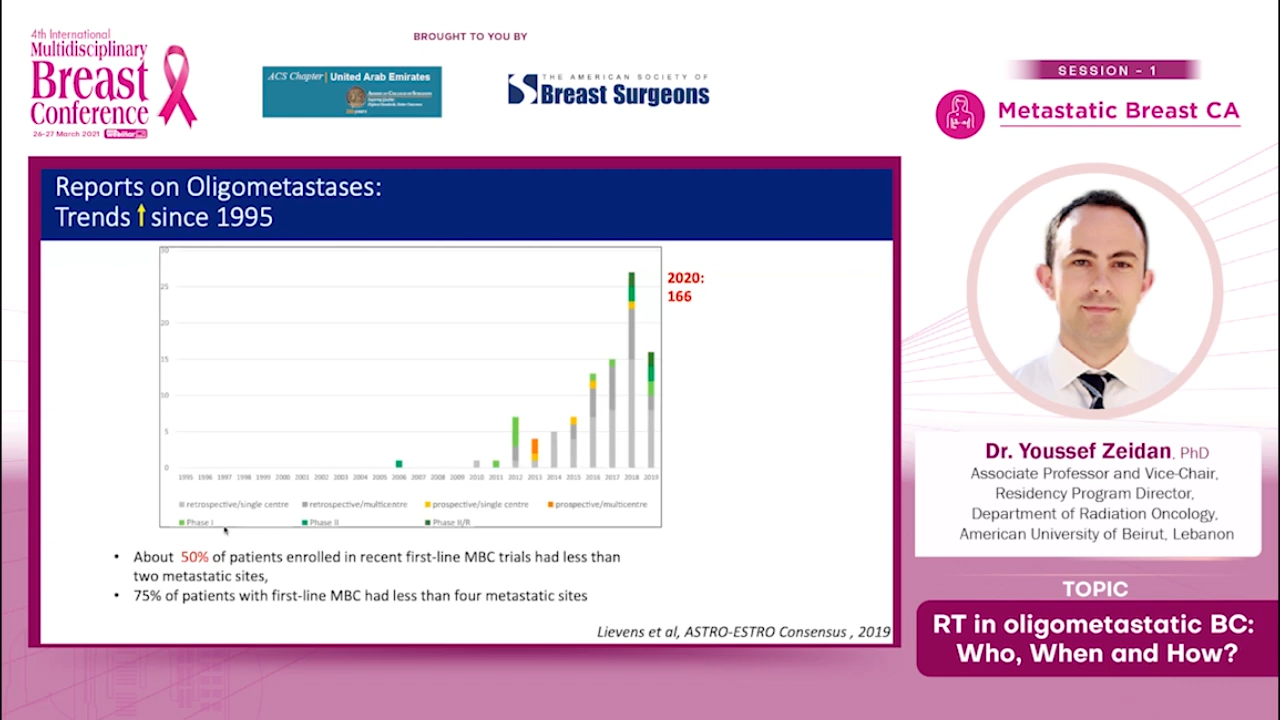 4th International
Multidisciplinary
Breast
Conference
26-27 March 2021
BROUGHT TO YOU BY
ACS Chapter | United Arab Emirates
THE AMERICAN SOCIETY OF
Breast Surgeons
SESSION - 1
Metastatic Breast CA
Reports on Oligometastases:
Trends since 1995
30
25
20
15
10
5
0
1995 1996 1997 1998 1999 2000 2001 2002 2003 2004 2005 2006 2007 2008 2009 2010 2011 2012 2013 2014 2015 2016 2017 2018 2019
retrospective/single centre retrospective/multicentre prospective/single centre prospective/multicentre
Phase I Phase II Phase II/R
2020:
166
• About 50% of patients enrolled in recent first-line MBC trials had less than
two metastatic sites,
• 75% of patients with first-line MBC had less than four metastatic sites
Lievens et al, ASTRO-ESTRO Consensus , 2019
Dr. Youssef Zeidan, PhD
Associate Professor and Vice-Chair,
Residency Program Director,
Department of Radiation Oncology,
American University of Beirut, Lebanon
TOPIC
RT in oligometastatic BC:
Who, When and How?